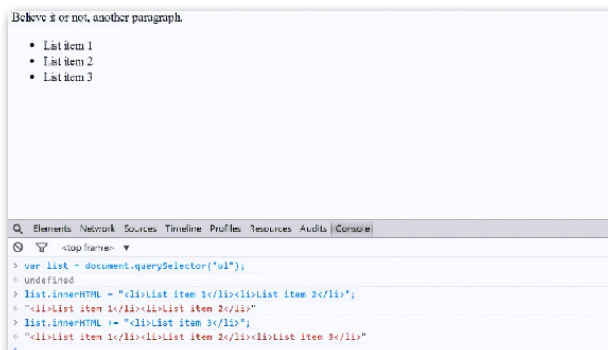 Believe it or not, another paragraph.
• List item 1
• List item 2
• List item 3
Elements Network Sources Timeline Profiles Resources Audits Console
<top frame> ▼
> var list = document.querySelector("ul");
< undefined
> list.innerHTML = "<li>List item 1</li><li>List item 2</li>";
< "<li>List item 1</li><li>List item 2</li>"
> list.innerHTML += "<li>List item 3</li>";
< "<li>List item 1</li><li>List item 2</li><li>List item 3</li>"